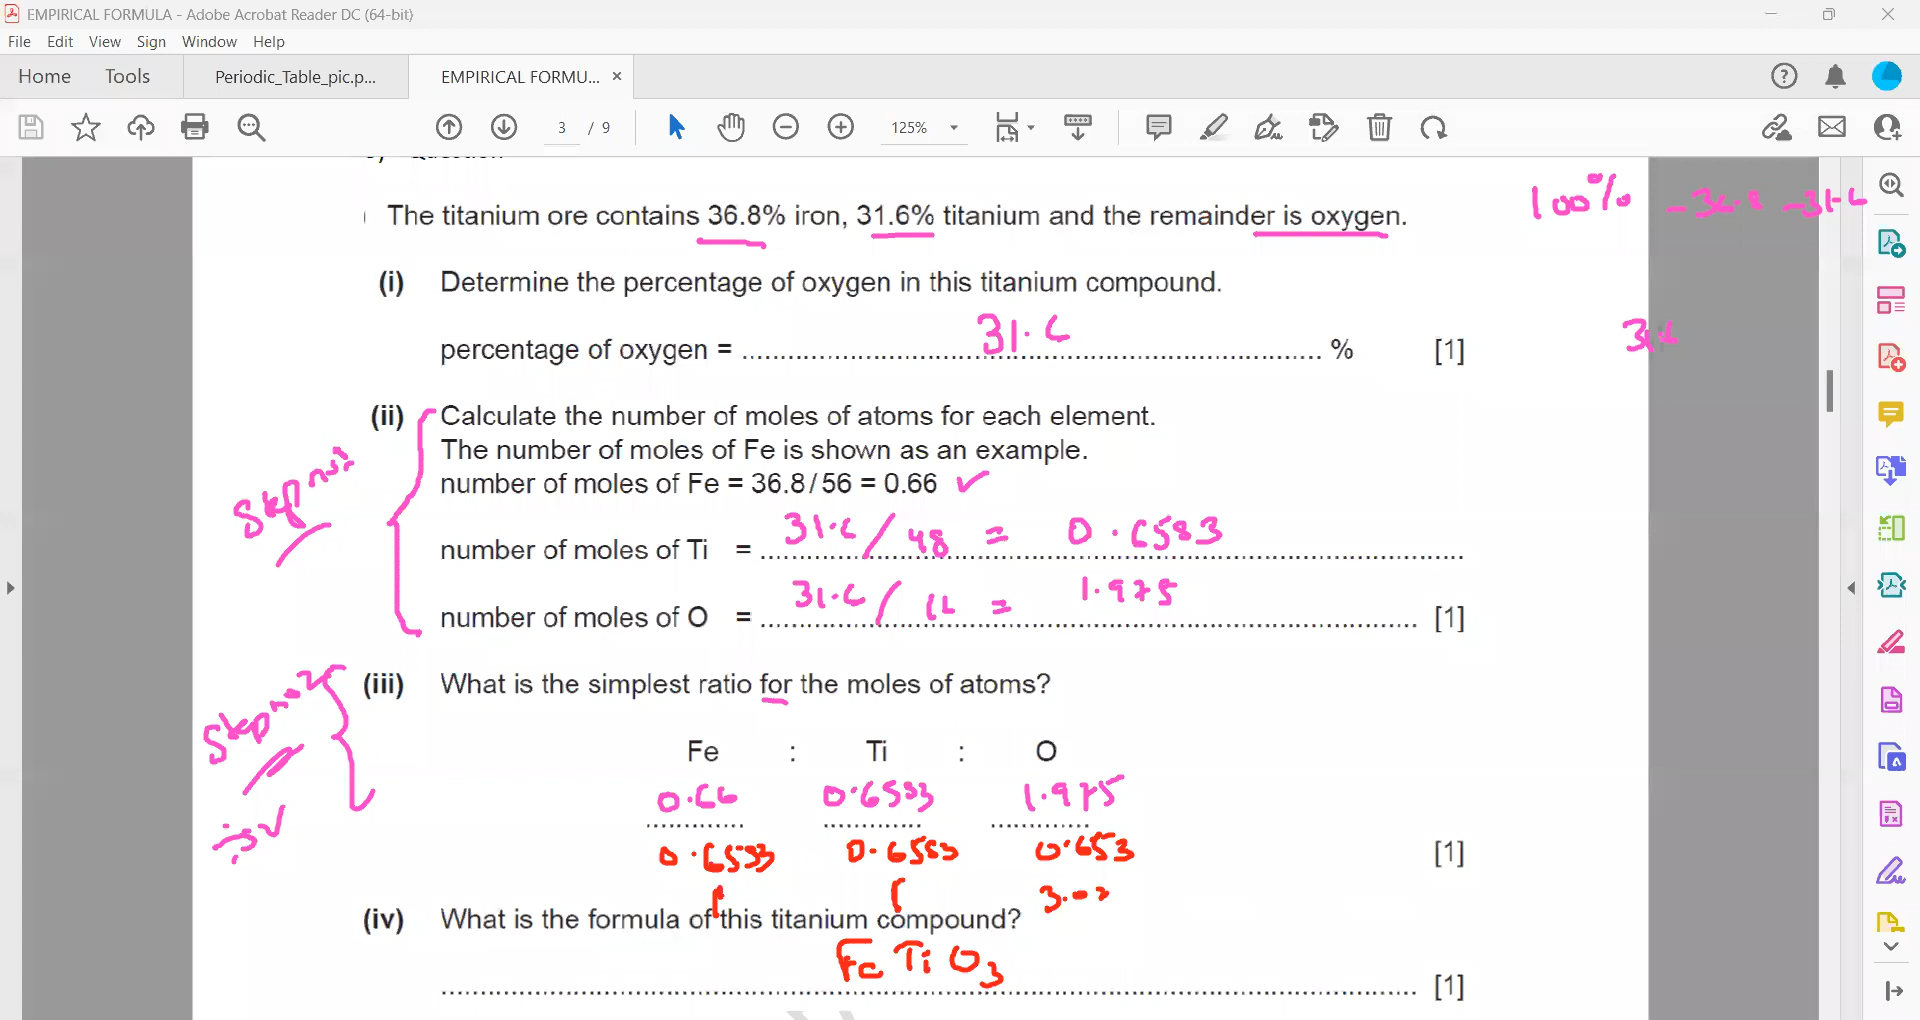 EMPIRICAL FORMULA - Adobe Acrobat Reader DC (64-bit)
File Edit View Sign Window Help
Home Tools Periodic_Table_pic.p... EMPIRICAL FORMU... ×
3 / 9 125%
Question
The titanium ore contains 36.8% iron, 31.6% titanium and the remainder is oxygen.
100% - 36.8 - 31.6
(i) Determine the percentage of oxygen in this titanium compound.
31.6
percentage of oxygen = % [1]
(ii) Calculate the number of moles of atoms for each element.
The number of moles of Fe is shown as an example.
number of moles of Fe = 36.8/56 = 0.66 ✓
Step no1
number of moles of Ti = 31.6 / 48 = 0.6583
number of moles of O = 31.6 / 16 = 1.975 [1]
(iii) What is the simplest ratio for the moles of atoms?
Step no2
Fe : Ti : O
0.66 0.6583 1.975
0.6583 0.6583 0.653 [1]
1 1 3.0
(iv) What is the formula of this titanium compound?
FeTiO3
[1]